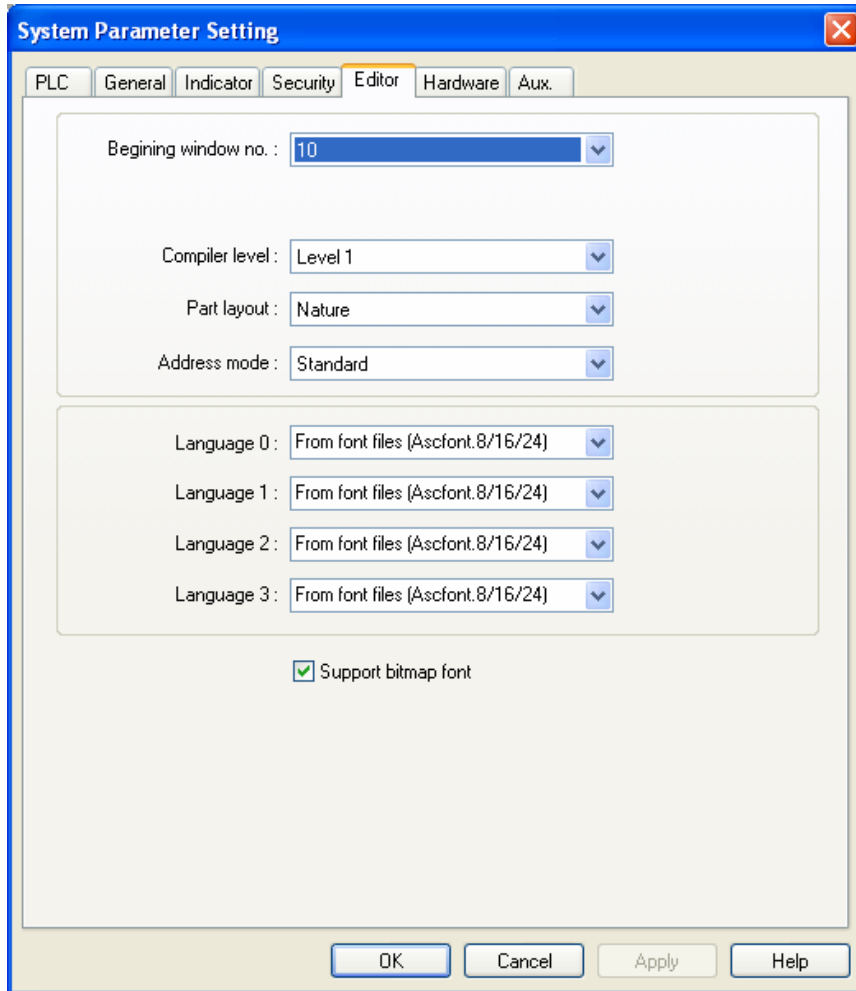 System Parameter Setting
PLC General Indicator Security Editor Hardware Aux.
Begining window no. : 10
Compiler level : Level 1
Part layout : Nature
Address mode : Standard
Language 0 : From font files (Ascfont.8/16/24)
Language 1 : From font files (Ascfont.8/16/24)
Language 2 : From font files (Ascfont.8/16/24)
Language 3 : From font files (Ascfont.8/16/24)
Support bitmap font
OK Cancel Apply Help